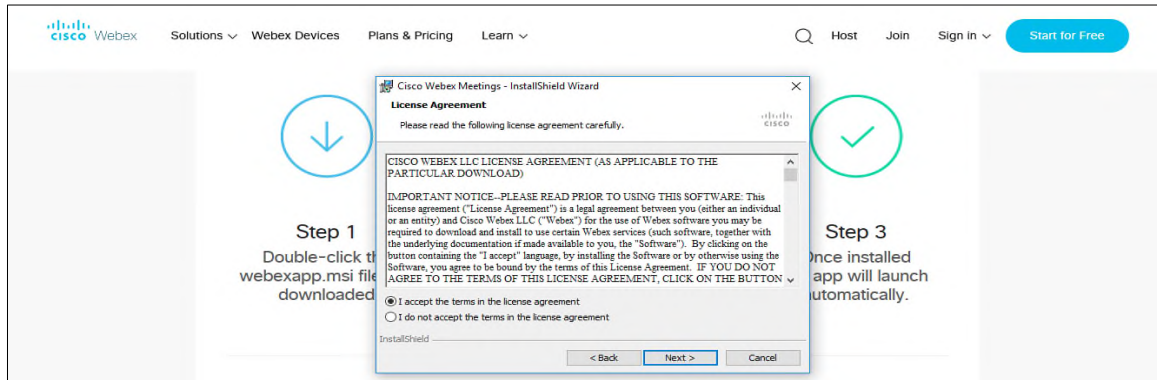 CISCO Webex Solutions Webex Devices Plans & Pricing Learn Host Join Sign in Start for Free
Cisco Webex Meetings - InstallShield Wizard
License Agreement
Please read the following license agreement carefully.
CISCO
CISCO WEBEX LLC LICENSE AGREEMENT (AS APPLICABLE TO THE
PARTICULAR DOWNLOAD)
IMPORTANT NOTICE--PLEASE READ PRIOR TO USING THIS SOFTWARE: This
license agreement ("License Agreement") is a legal agreement between you (either an individual
or an entity) and Cisco Webex LLC ("Webex") for the use of Webex software you may be
required to download and install to use certain Webex services (such software, together with
the underlying documentation if made available to you, the "Software"). By clicking on the
button containing the "I accept" language, by installing the Software or by otherwise using the
Software, you agree to be bound by the terms of this License Agreement. IF YOU DO NOT
AGREE TO THE TERMS OF THIS LICENSE AGREEMENT, CLICK ON THE BUTTON
I accept the terms in the license agreement
I do not accept the terms in the license agreement
InstallShield
< Back Next > Cancel
Step 1
Double-click
webexapp.msi
downloaded
Step 3
installed
app will launch
automatically.